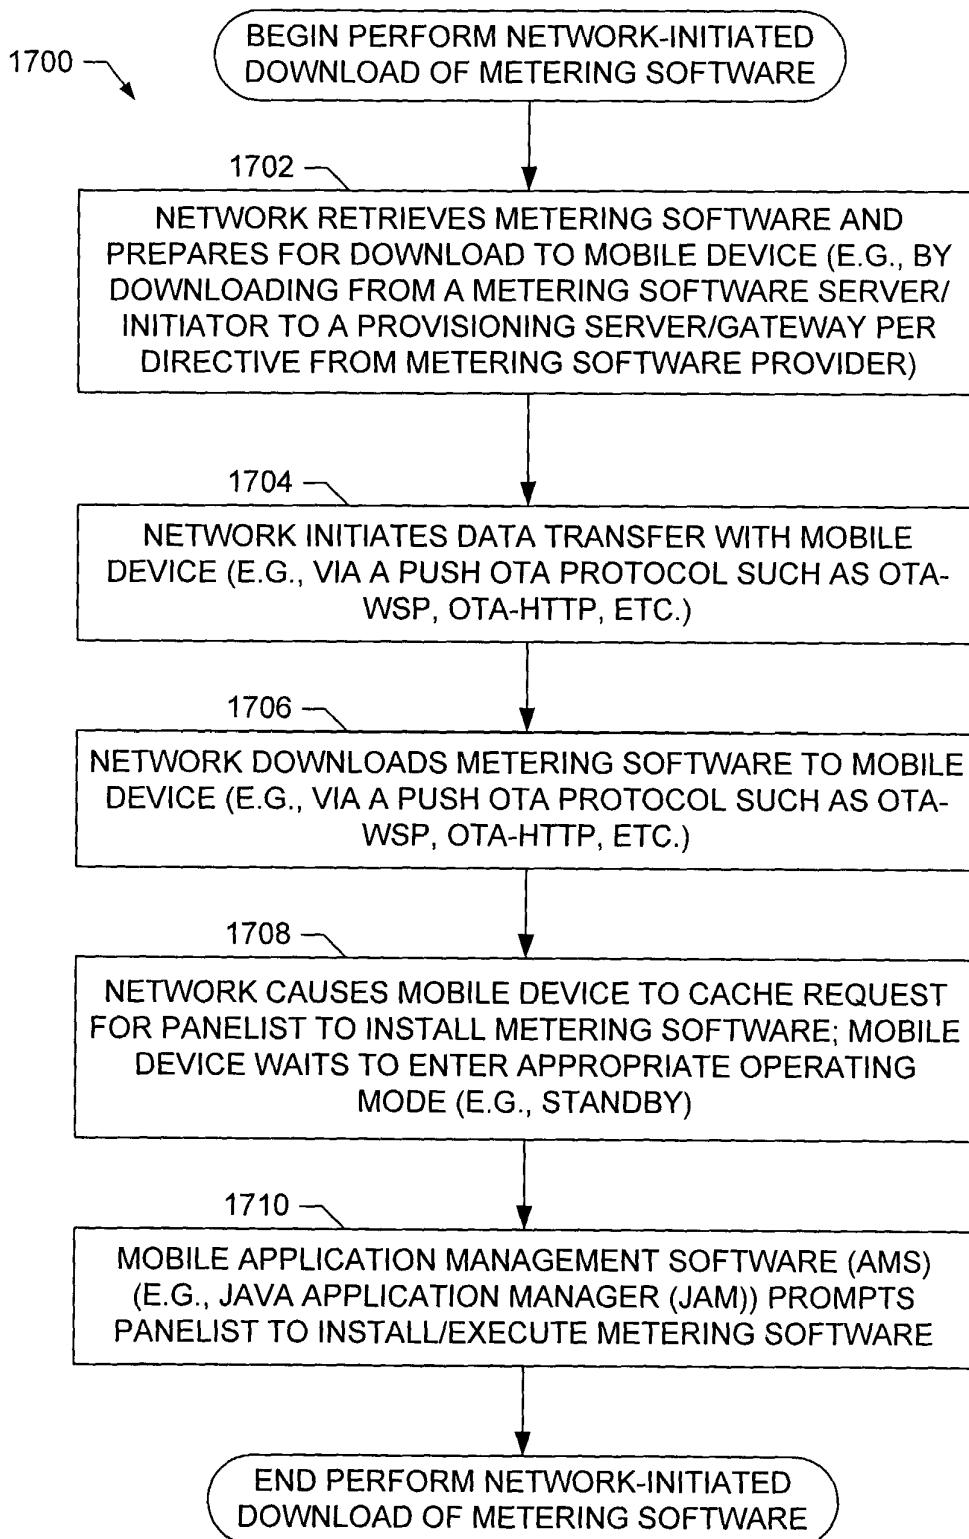 BEGIN PERFORM NETWORK-INITIATED
DOWNLOAD OF METERING SOFTWARE
1700
1702
NETWORK RETRIEVES METERING SOFTWARE AND
PREPARES FOR DOWNLOAD TO MOBILE DEVICE (E.G., BY
DOWNLOADING FROM A METERING SOFTWARE SERVER/
INITIATOR TO A PROVISIONING SERVER/GATEWAY PER
DIRECTIVE FROM METERING SOFTWARE PROVIDER)
1704
NETWORK INITIATES DATA TRANSFER WITH MOBILE
DEVICE (E.G., VIA A PUSH OTA PROTOCOL SUCH AS OTA-
WSP, OTA-HTTP, ETC.)
1706
NETWORK DOWNLOADS METERING SOFTWARE TO MOBILE
DEVICE (E.G., VIA A PUSH OTA PROTOCOL SUCH AS OTA-
WSP, OTA-HTTP, ETC.)
1708
NETWORK CAUSES MOBILE DEVICE TO CACHE REQUEST
FOR PANELIST TO INSTALL METERING SOFTWARE; MOBILE
DEVICE WAITS TO ENTER APPROPRIATE OPERATING
MODE (E.G., STANDBY)
1710
MOBILE APPLICATION MANAGEMENT SOFTWARE (AMS)
(E.G., JAVA APPLICATION MANAGER (JAM)) PROMPTS
PANELIST TO INSTALL/EXECUTE METERING SOFTWARE
END PERFORM NETWORK-INITIATED
DOWNLOAD OF METERING SOFTWARE